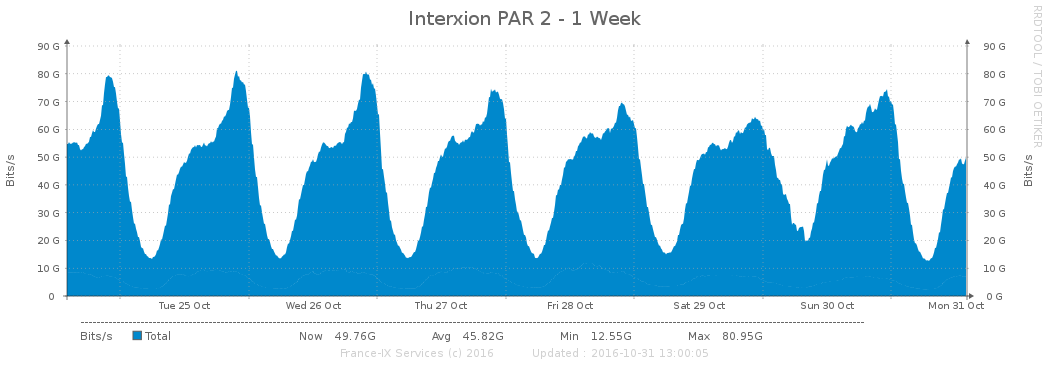 Interxion PAR 2 - 1 Week
RRDTOOL / TOBI OETIKER
90 G 90 G
80 G 80 G
70 G 70 G
60 G 60 G
50 G 50 G
40 G 40 G
30 G 30 G
20 G 20 G
10 G 10 G
0 0 G
Bits/s
Bits/s
Tue 25 Oct Wed 26 Oct Thu 27 Oct Fri 28 Oct Sat 29 Oct Sun 30 Oct Mon 31 Oct
Bits/s Total Now 49.76G Avg 45.82G Min 12.55G Max 80.95G
France-IX Services (c) 2016 Updated : 2016-10-31 13:00:05